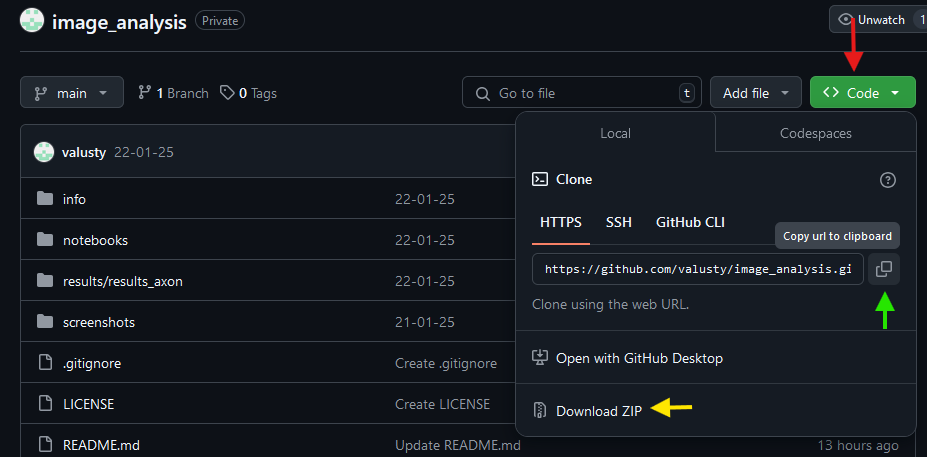 image_analysis Private
Unwatch 1
main 1 Branch 0 Tags Go to file t Add file Code
valusty 22-01-25
info 22-01-25
notebooks 22-01-25
results/results_axon 22-01-25
screenshots 21-01-25
.gitignore Create .gitignore
LICENSE Create LICENSE
README.md Update README.md 13 hours ago
Local Codespaces
Clone
HTTPS SSH GitHub CLI
Copy url to clipboard
https://github.com/valusty/image_analysis.gi
Clone using the web URL.
Open with GitHub Desktop
Download ZIP